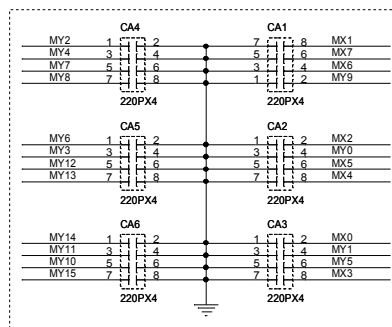 CA4 CA1
MY2 1 2 7 8 MX1
MY4 3 4 5 6 MX7
MY7 5 6 3 4 MX6
MY8 7 8 1 2 MY9
220PX4 220PX4
CA5 CA2
MY6 1 2 1 2 MX2
MY3 3 4 3 4 MY0
MY12 5 6 5 6 MX5
MY13 7 8 7 8 MX4
220PX4 220PX4
CA6 CA3
MY14 1 2 1 2 MX0
MY11 3 4 3 4 MY1
MY10 5 6 5 6 MY5
MY15 7 8 7 8 MX3
220PX4 220PX4